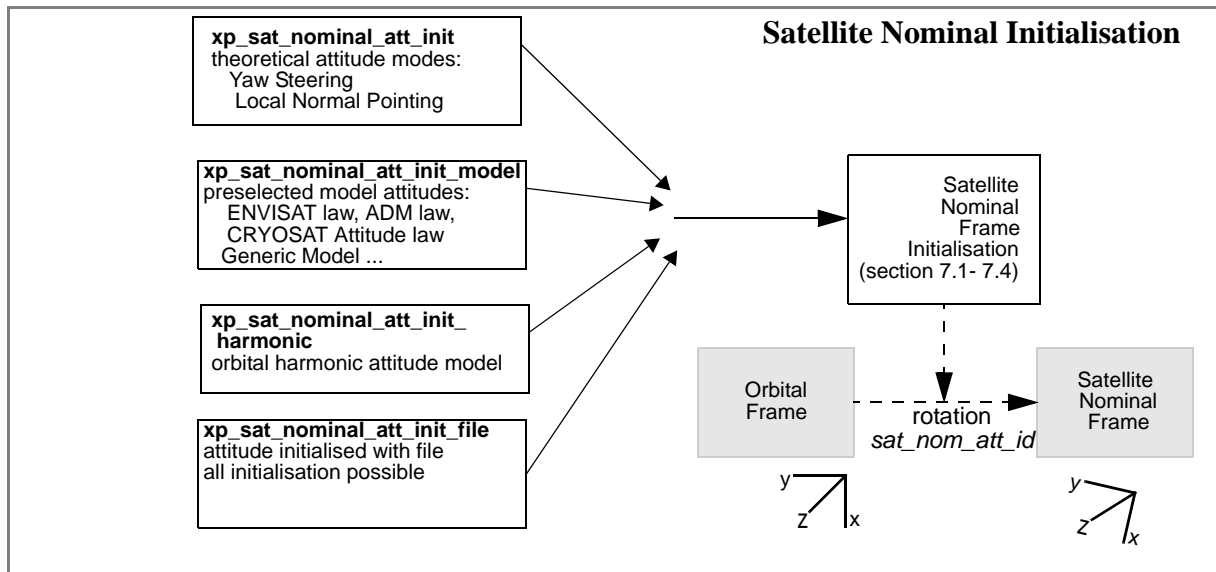 Satellite Nominal Initialisation
xp_sat_nominal_att_init
theoretical attitude modes:
Yaw Steering
Local Normal Pointing
xp_sat_nominal_att_init_model
preselected model attitudes:
ENVISAT law, ADM law,
CRYOSAT Attitude law
Generic Model ...
xp_sat_nominal_att_init_
harmonic
orbital harmonic attitude model
xp_sat_nominal_att_init_file
attitude initialised with file
all initialisation possible
Satellite
Nominal
Frame
Initialisation
(section 7.1- 7.4)
Orbital
Frame
rotation
sat_nom_att_id
Satellite
Nominal
Frame
y
z
x
y
z
x